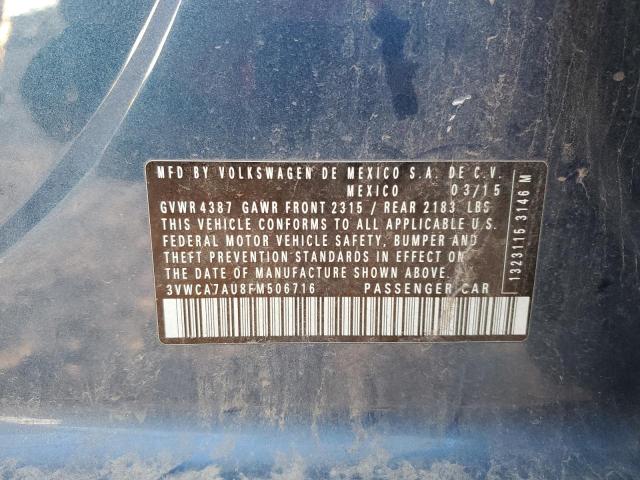 MFD BY VOLKSWAGEN DE MEXICO S.A. DE C.V.
MEXICO 03/15
GVWR 4387 GAWR FRONT 2315 / REAR 2183 LBS
THIS VEHICLE CONFORMS TO ALL APPLICABLE U.S.
FEDERAL MOTOR VEHICLE SAFETY, BUMPER AND
THEFT PREVENTION STANDARDS IN EFFECT ON
THE DATE OF MANUFACTURE SHOWN ABOVE.
3VWCA7AU8FM506716 PASSENGER CAR
1323115 3146 M